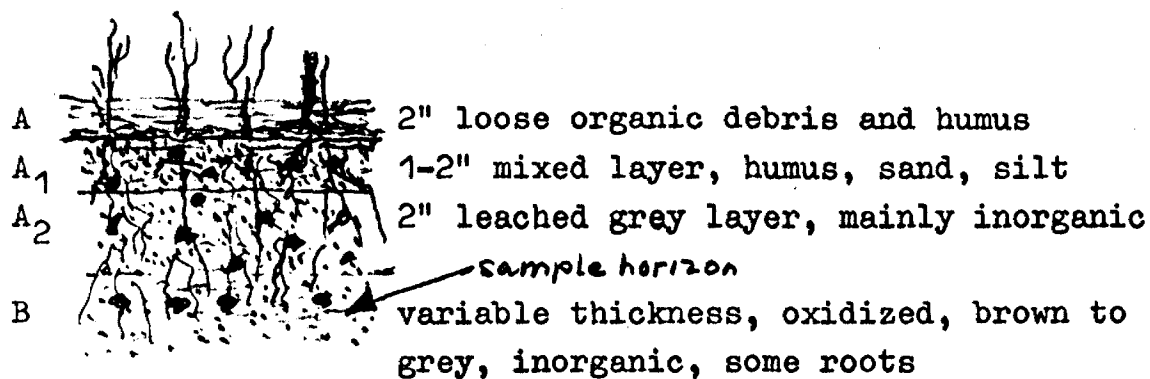 A 2" loose organic debris and humus
A₁ 1-2" mixed layer, humus, sand, silt
A₂ 2" leached grey layer, mainly inorganic
sample horizon
B variable thickness, oxidized, brown to
grey, inorganic, some roots